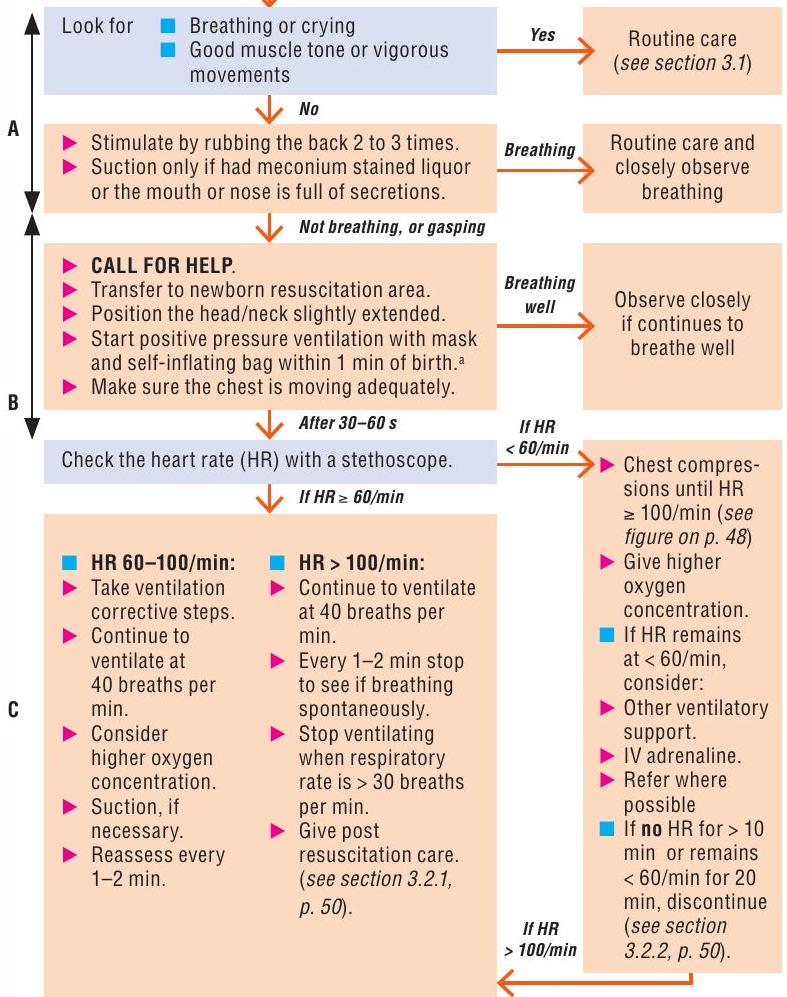 Look for ■ Breathing or crying
■ Good muscle tone or vigorous
movements
Yes
Routine care
(see section 3.1)
A
No
► Stimulate by rubbing the back 2 to 3 times.
► Suction only if had meconium stained liquor
or the mouth or nose is full of secretions.
Breathing
Routine care and
closely observe
breathing
Not breathing, or gasping
B
► CALL FOR HELP.
► Transfer to newborn resuscitation area.
► Position the head/neck slightly extended.
► Start positive pressure ventilation with mask
and self-inflating bag within 1 min of birth.ª
► Make sure the chest is moving adequately.
Breathing
well
Observe closely
if continues to
breathe well
After 30–60 s
Check the heart rate (HR) with a stethoscope.
If HR
< 60/min
If HR ≥ 60/min
C
■ HR 60–100/min:
► Take ventilation
corrective steps.
► Continue to
ventilate at
40 breaths per
min.
► Consider
higher oxygen
concentration.
► Suction, if
necessary.
► Reassess every
1–2 min.
■ HR > 100/min:
► Continue to ventilate
at 40 breaths per
min.
► Every 1–2 min stop
to see if breathing
spontaneously.
► Stop ventilating
when respiratory
rate is > 30 breaths
per min.
► Give post
resuscitation care.
(see section 3.2.1,
p. 50).
► Chest compres-
sions until HR
≥ 100/min (see
figure on p. 48)
► Give higher
oxygen
concentration.
■ If HR remains
at < 60/min,
consider:
► Other ventilatory
support.
► IV adrenaline.
► Refer where
possible
■ If no HR for > 10
min or remains
< 60/min for 20
min, discontinue
(see section
3.2.2, p. 50).
If HR
> 100/min